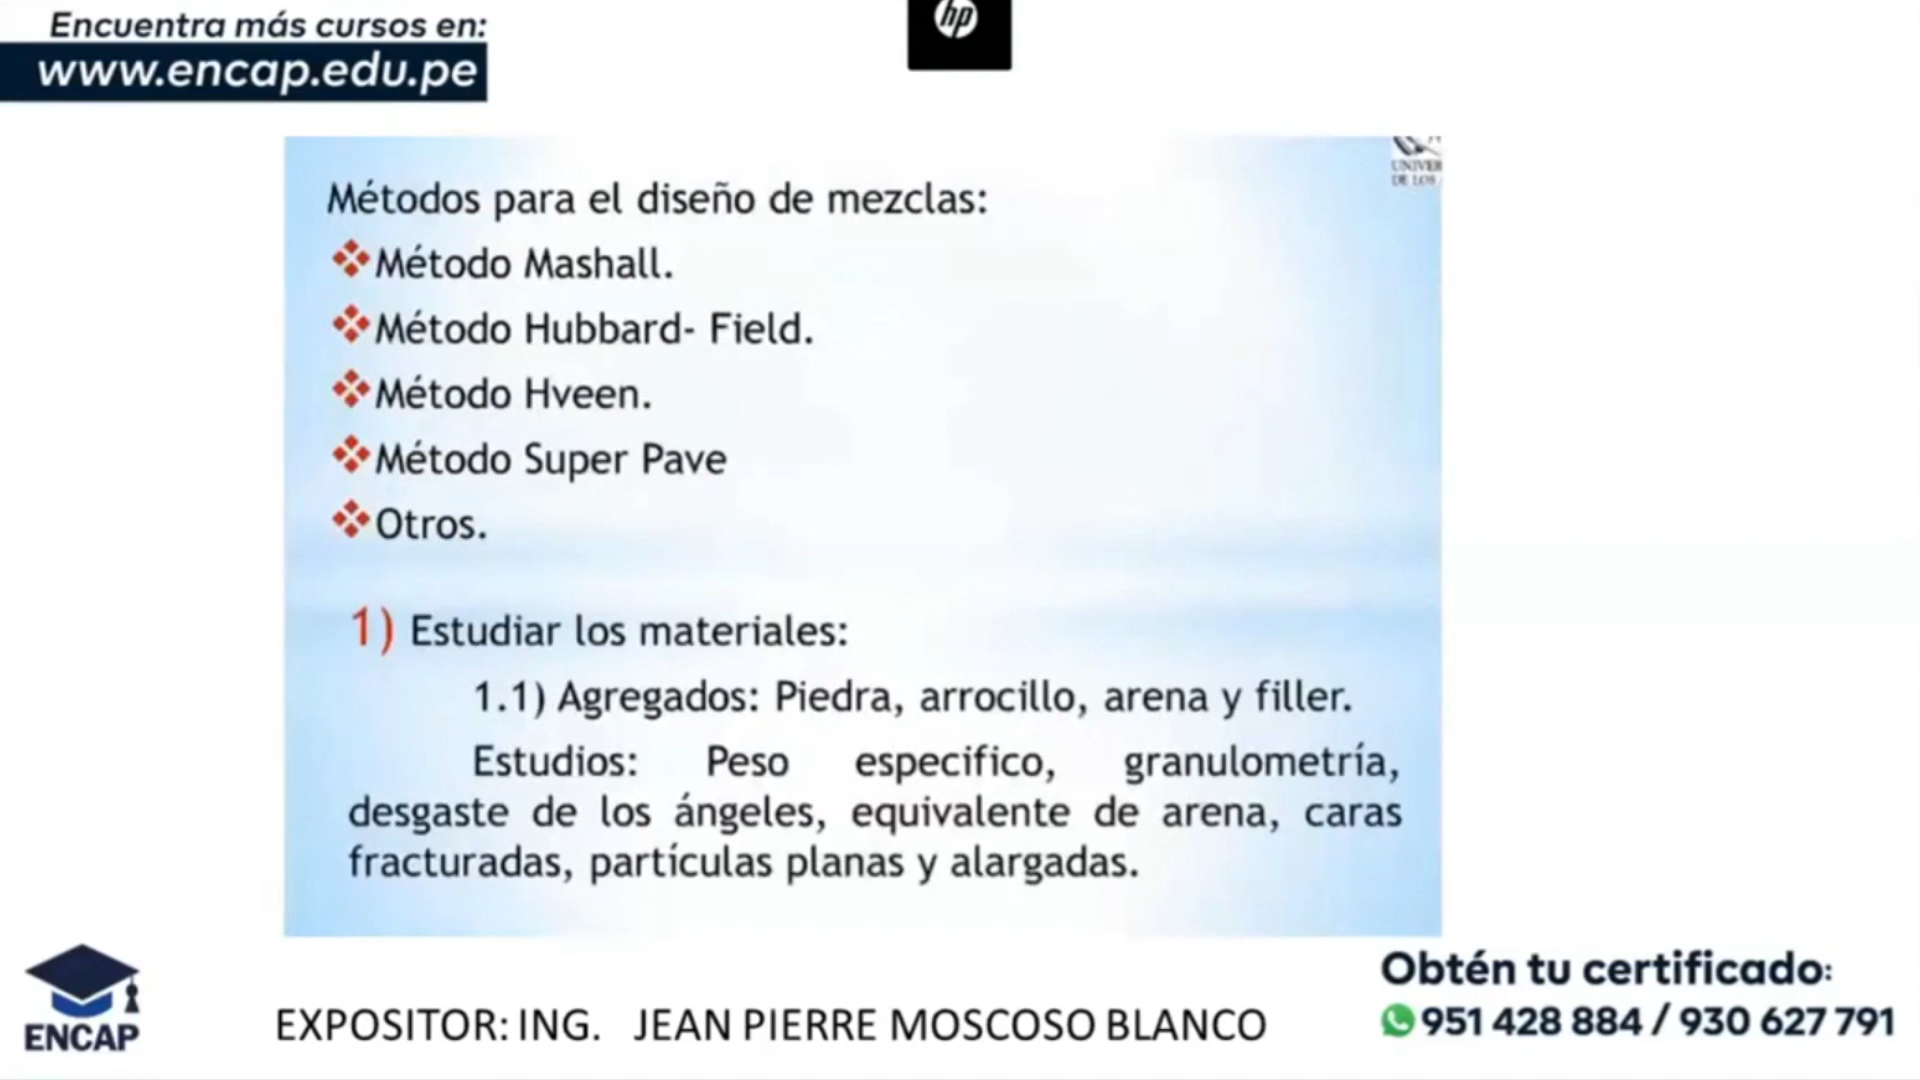 Encuentra más cursos en:
www.encap.edu.pe
hp
UNIVER
DE LOS
Métodos para el diseño de mezclas:
Método Mashall.
Método Hubbard- Field.
Método Hveen.
Método Super Pave
Otros.
1) Estudiar los materiales:
1.1) Agregados: Piedra, arrocillo, arena y filler.
Estudios: Peso especifico, granulometría,
desgaste de los ángeles, equivalente de arena, caras
fracturadas, partículas planas y alargadas.
ENCAP
EXPOSITOR: ING. JEAN PIERRE MOSCOSO BLANCO
Obtén tu certificado:
951 428 884 / 930 627 791